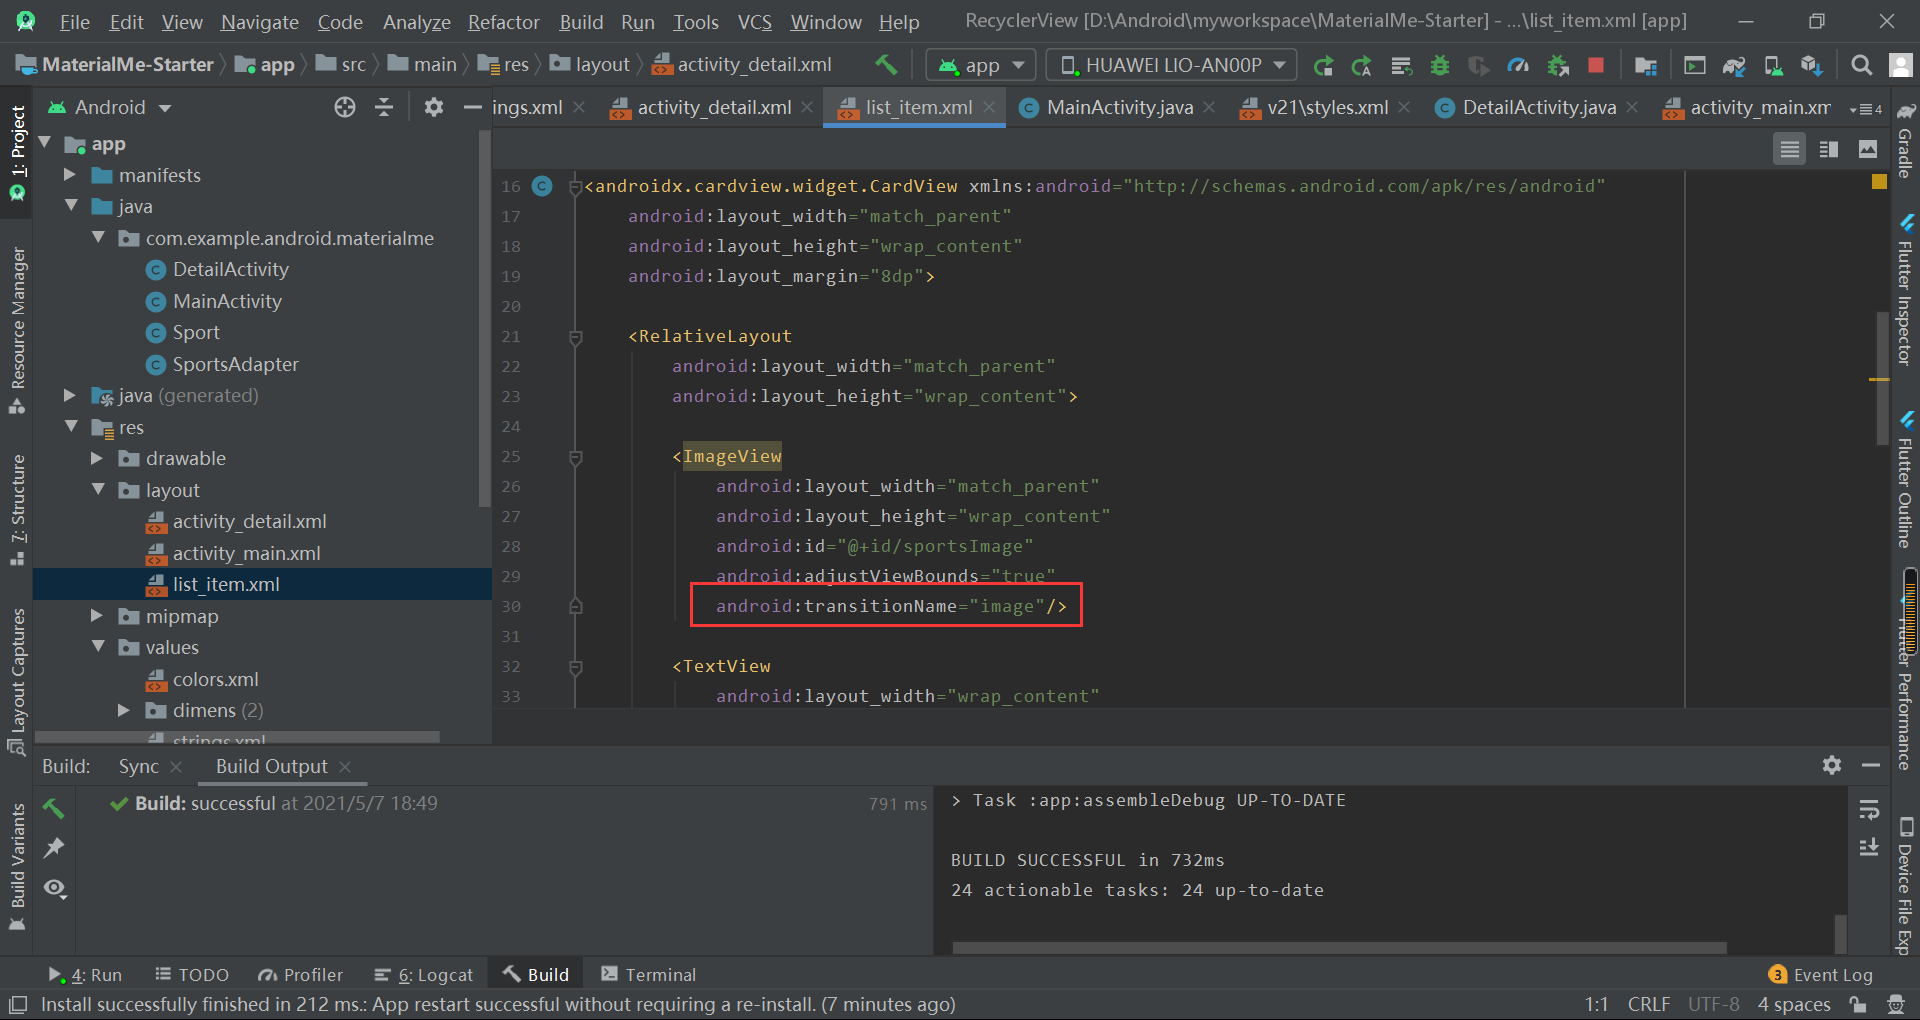 File Edit View Navigate Code Analyze Refactor Build Run Tools VCS Window Help RecyclerView [D:\Android\myworkspace\MaterialMe-Starter] - ...\list_item.xml [app]
MaterialMe-Starter app src main res layout activity_detail.xml app HUAWEI LIO-AN00P
Android
ings.xml activity_detail.xml list_item.xml MainActivity.java v21\styles.xml DetailActivity.java activity_main.xm 4
1: Project
Resource Manager
7: Structure
Layout Captures
Build Variants
app
manifests
java
com.example.android.materialme
DetailActivity
MainActivity
Sport
SportsAdapter
java (generated)
res
drawable
layout
activity_detail.xml
activity_main.xml
list_item.xml
mipmap
values
colors.xml
dimens (2)
strings.xml
16 <androidx.cardview.widget.CardView xmlns:android="http://schemas.android.com/apk/res/android"
17 android:layout_width="match_parent"
18 android:layout_height="wrap_content"
19 android:layout_margin="8dp">
20
21 <RelativeLayout
22 android:layout_width="match_parent"
23 android:layout_height="wrap_content">
24
25 <ImageView
26 android:layout_width="match_parent"
27 android:layout_height="wrap_content"
28 android:id="@+id/sportsImage"
29 android:adjustViewBounds="true"
30 android:transitionName="image"/>
31
32 <TextView
33 android:layout_width="wrap_content"
Gradle
Flutter Inspector
Flutter Outline
Flutter Performance
Device File Exp
Build: Sync Build Output
Build: successful at 2021/5/7 18:49 791 ms
> Task :app:assembleDebug UP-TO-DATE
BUILD SUCCESSFUL in 732ms
24 actionable tasks: 24 up-to-date
4: Run TODO Profiler 6: Logcat Build Terminal 3 Event Log
Install successfully finished in 212 ms.: App restart successful without requiring a re-install. (7 minutes ago) 1:1 CRLF UTF-8 4 spaces